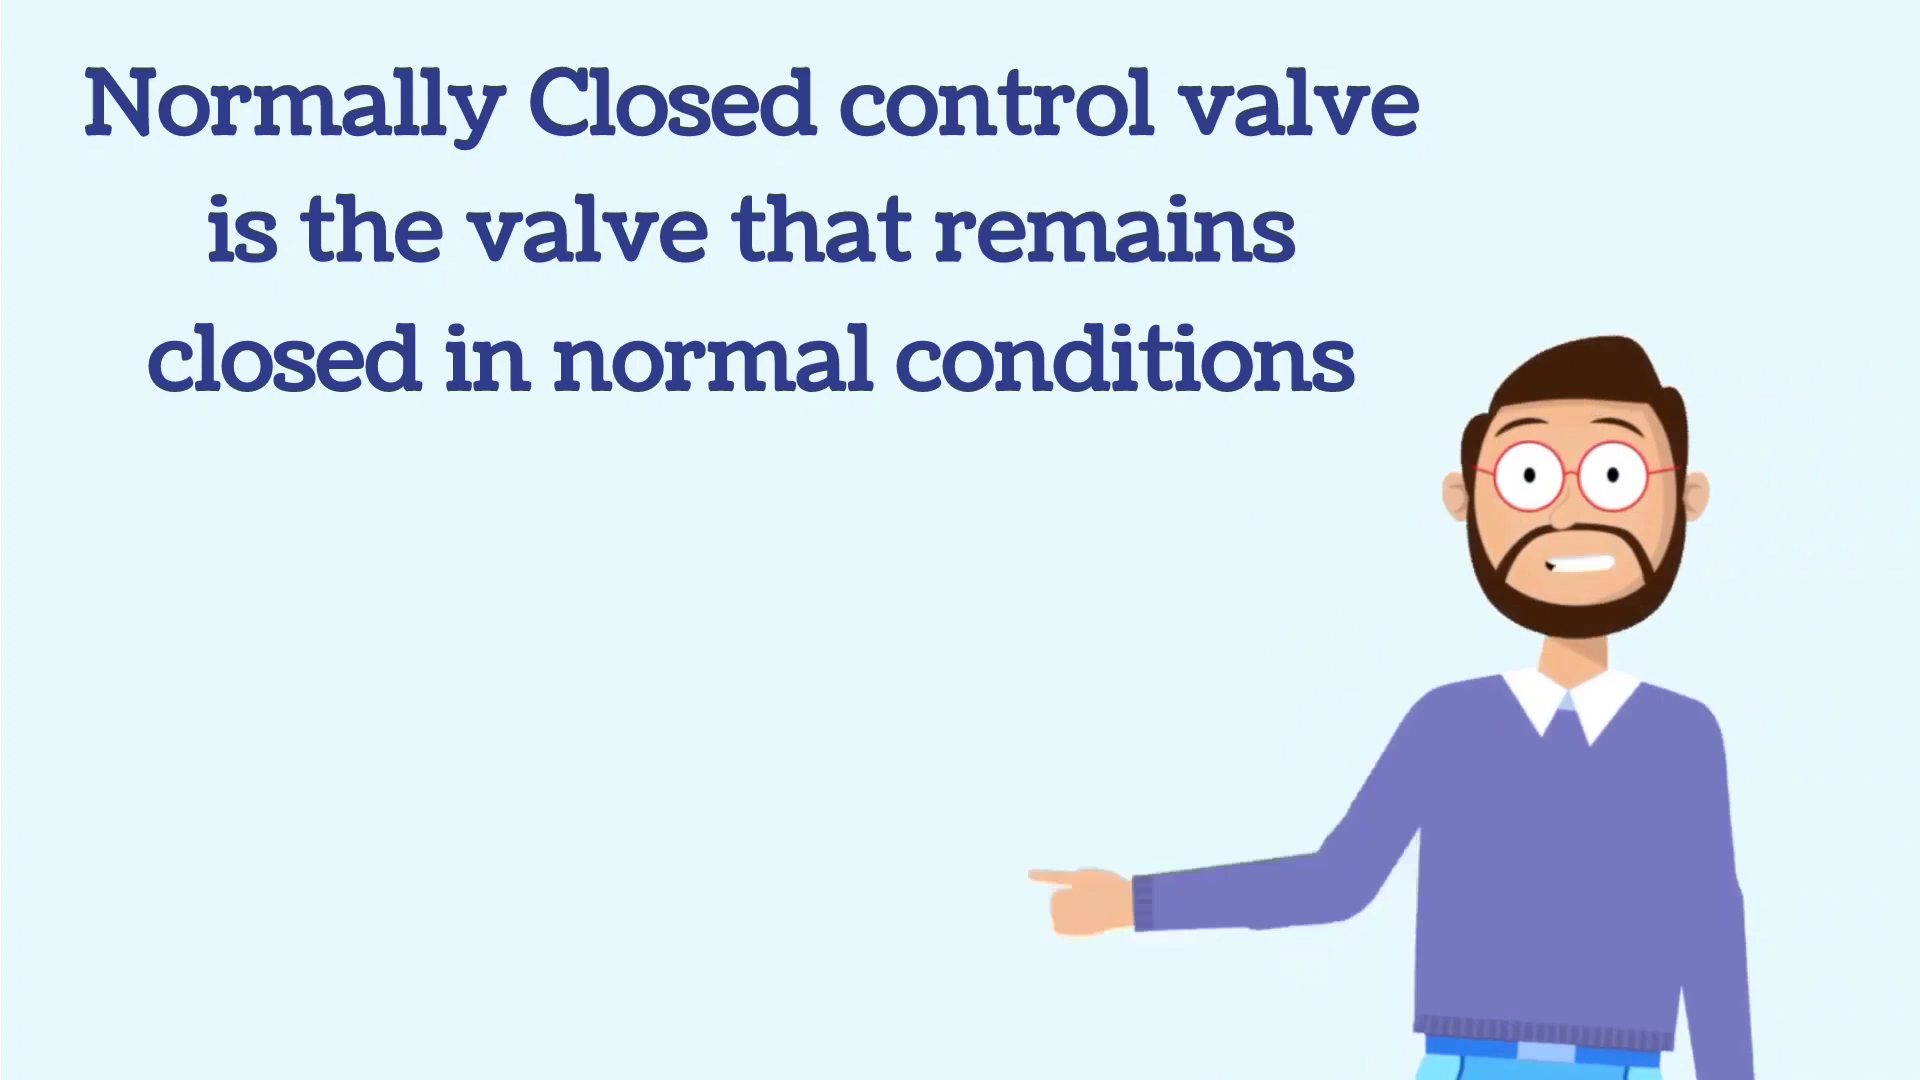 Normally Closed control valve
is the valve that remains
closed in normal conditions